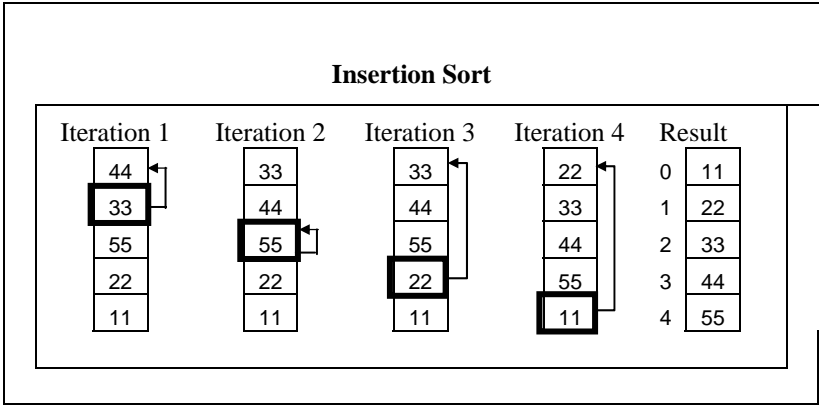 Insertion Sort
Iteration 1 Iteration 2 Iteration 3 Iteration 4 Result
44 33 33 22 0 11
33 44 44 33 1 22
55 55 55 44 2 33
22 22 22 55 3 44
11 11 11 11 4 55